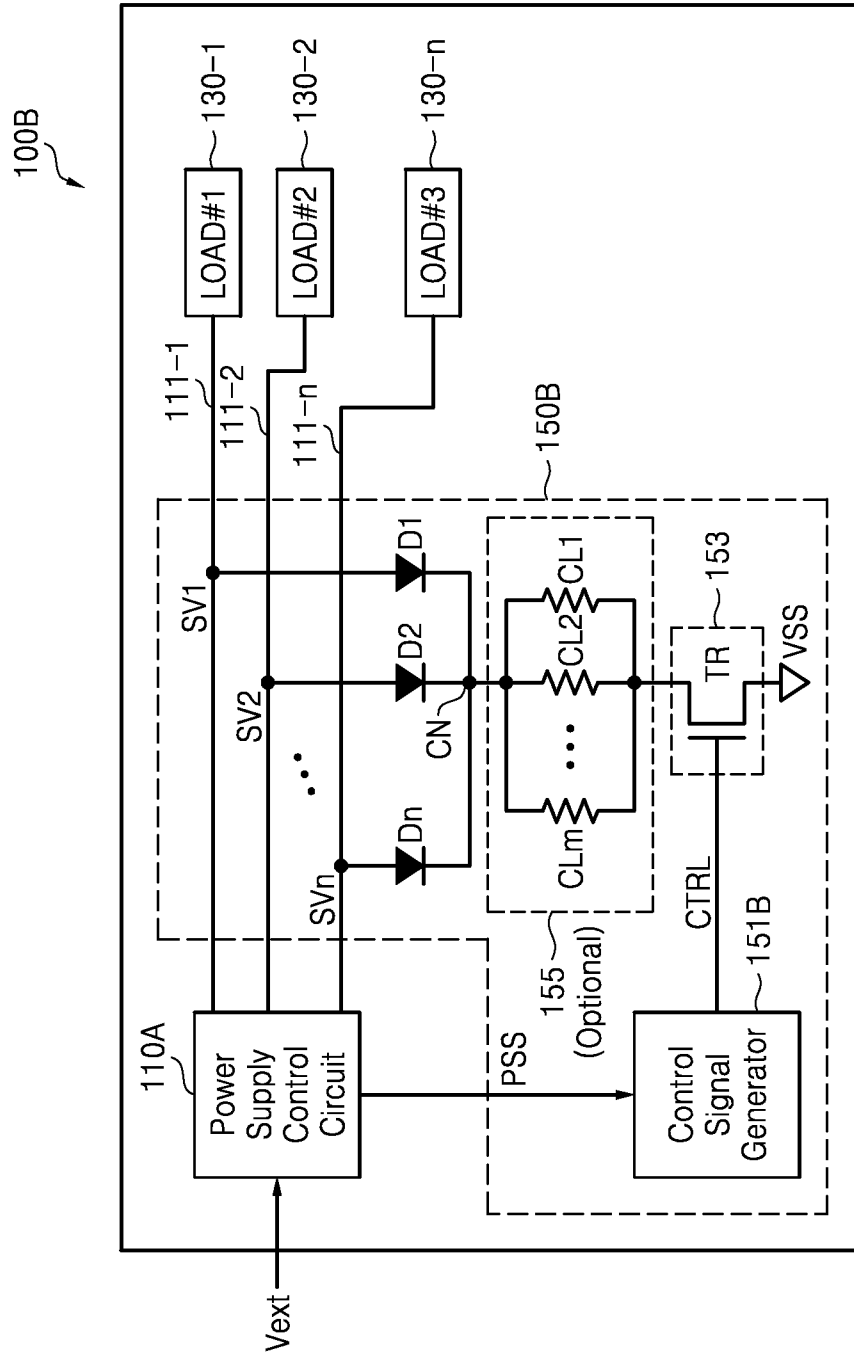 100B
Vext
110A
Power
Supply
Control
Circuit
SV1
SV2
SVn
111-1
111-2
111-n
LOAD#1
130-1
LOAD#2
130-2
LOAD#3
130-n
D1
D2
Dn
CN
150B
CL1
CL2
CLm
155
(Optional)
153
TR
VSS
PSS
CTRL
151B
Control
Signal
Generator